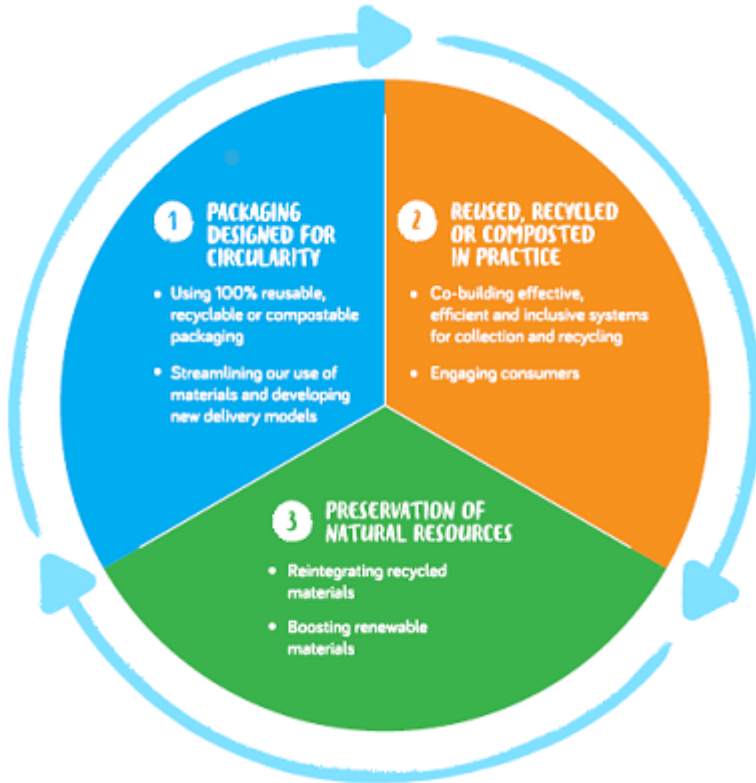 1 PACKAGING
DESIGNED FOR
CIRCULARITY
• Using 100% reusable,
recyclable or compostable
packaging
• Streamlining our use of
materials and developing
new delivery models
2 REUSED, RECYCLED
OR COMPOSTED
IN PRACTICE
• Co-building effective,
efficient and inclusive systems
for collection and recycling
• Engaging consumers
3 PRESERVATION OF
NATURAL RESOURCES
• Reintegrating recycled
materials
• Boosting renewable
materials